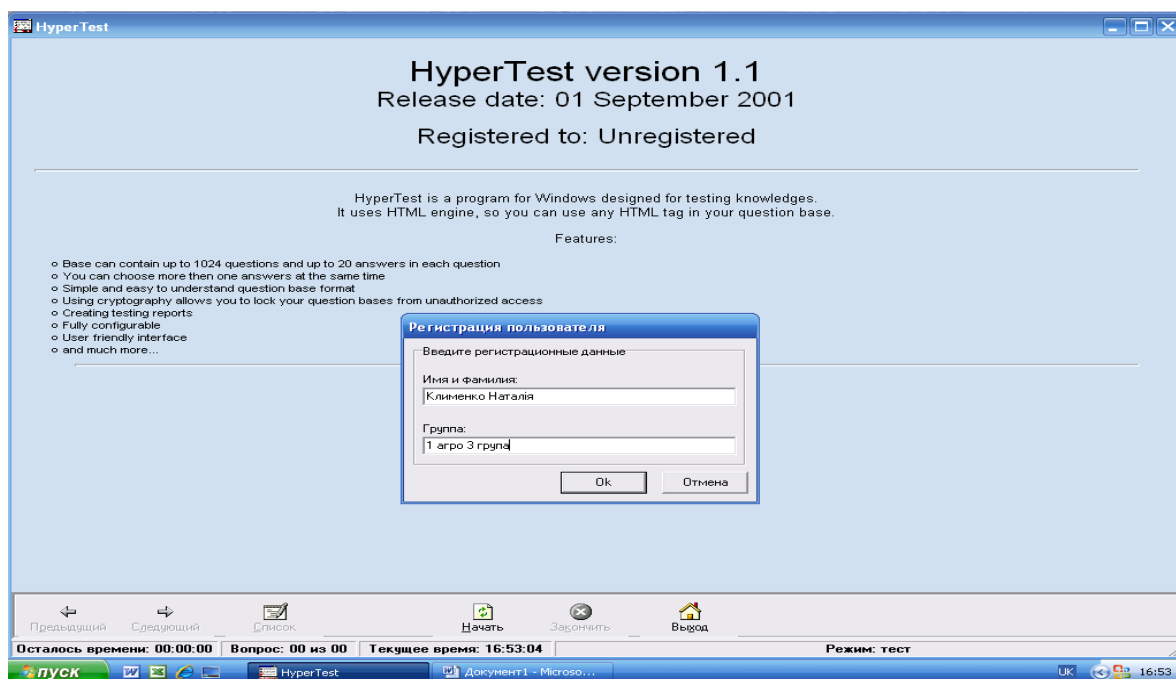 HyperTest
HyperTest version 1.1
Release date: 01 September 2001
Registered to: Unregistered
HyperTest is a program for Windows designed for testing knowledges.
It uses HTML engine, so you can use any HTML tag in your question base.
Features:
Base can contain up to 1024 questions and up to 20 answers in each question
You can choose more then one answers at the same time
Simple and easy to understand question base format
Using cryptography allows you to lock your question bases from unauthorized access
Creating testing reports
Fully configurable
User friendly interface
and much more...
Регистрация пользователя
Введите регистрационные данные
Имя и фамилия:
Клименко Наталія
Группа:
1 агро 3 група
Ok Отмена
Предыдущий Следующий Список Начать Закончить Выход
Осталось времени: 00:00:00 Вопрос: 00 из 00 Текущее время: 16:53:04 Режим: тест
пуск HyperTest Документ1 - Microso... UK 16:53